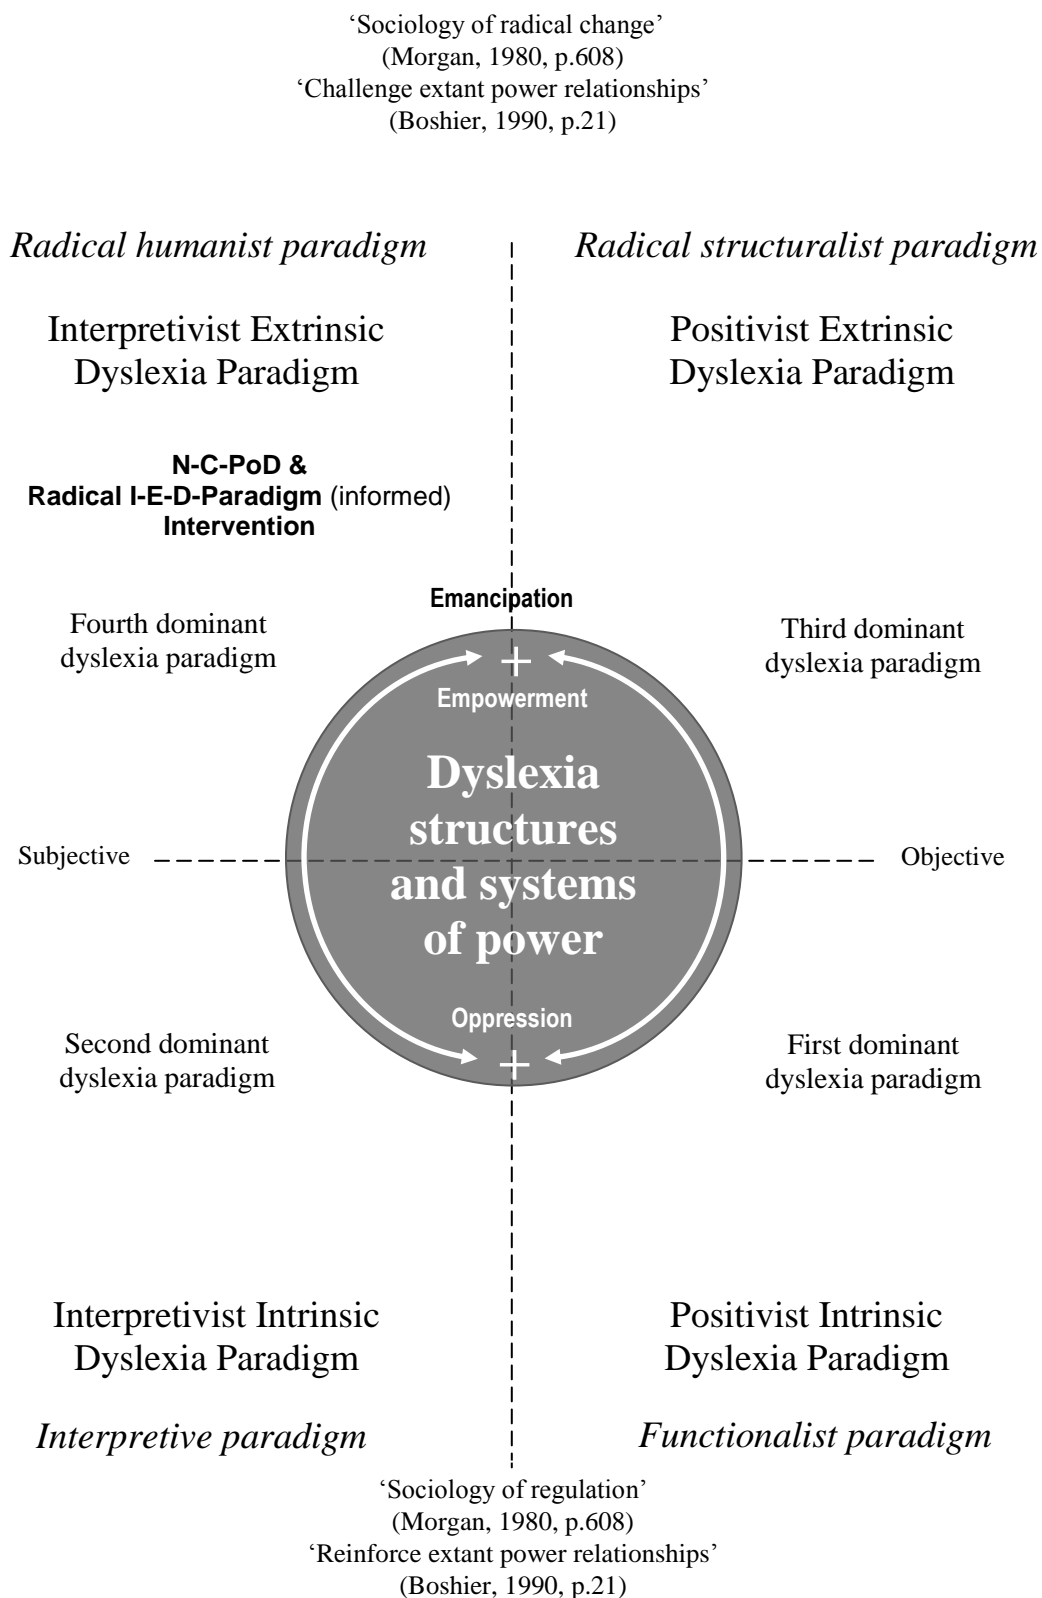 ‘Sociology of radical change’
(Morgan, 1980, p.608)
‘Challenge extant power relationships’
(Boshier, 1990, p.21)
Radical humanist paradigm
Radical structuralist paradigm
Interpretivist Extrinsic
Dyslexia Paradigm
Positivist Extrinsic
Dyslexia Paradigm
N-C-PoD &
Radical I-E-D-Paradigm (informed)
Intervention
Emancipation
Fourth dominant
dyslexia paradigm
Third dominant
dyslexia paradigm
+
Empowerment
Dyslexia
structures
and systems
of power
Subjective
Objective
Oppression
+
Second dominant
dyslexia paradigm
First dominant
dyslexia paradigm
Interpretivist Intrinsic
Dyslexia Paradigm
Positivist Intrinsic
Dyslexia Paradigm
Interpretive paradigm
Functionalist paradigm
‘Sociology of regulation’
(Morgan, 1980, p.608)
‘Reinforce extant power relationships’
(Boshier, 1990, p.21)